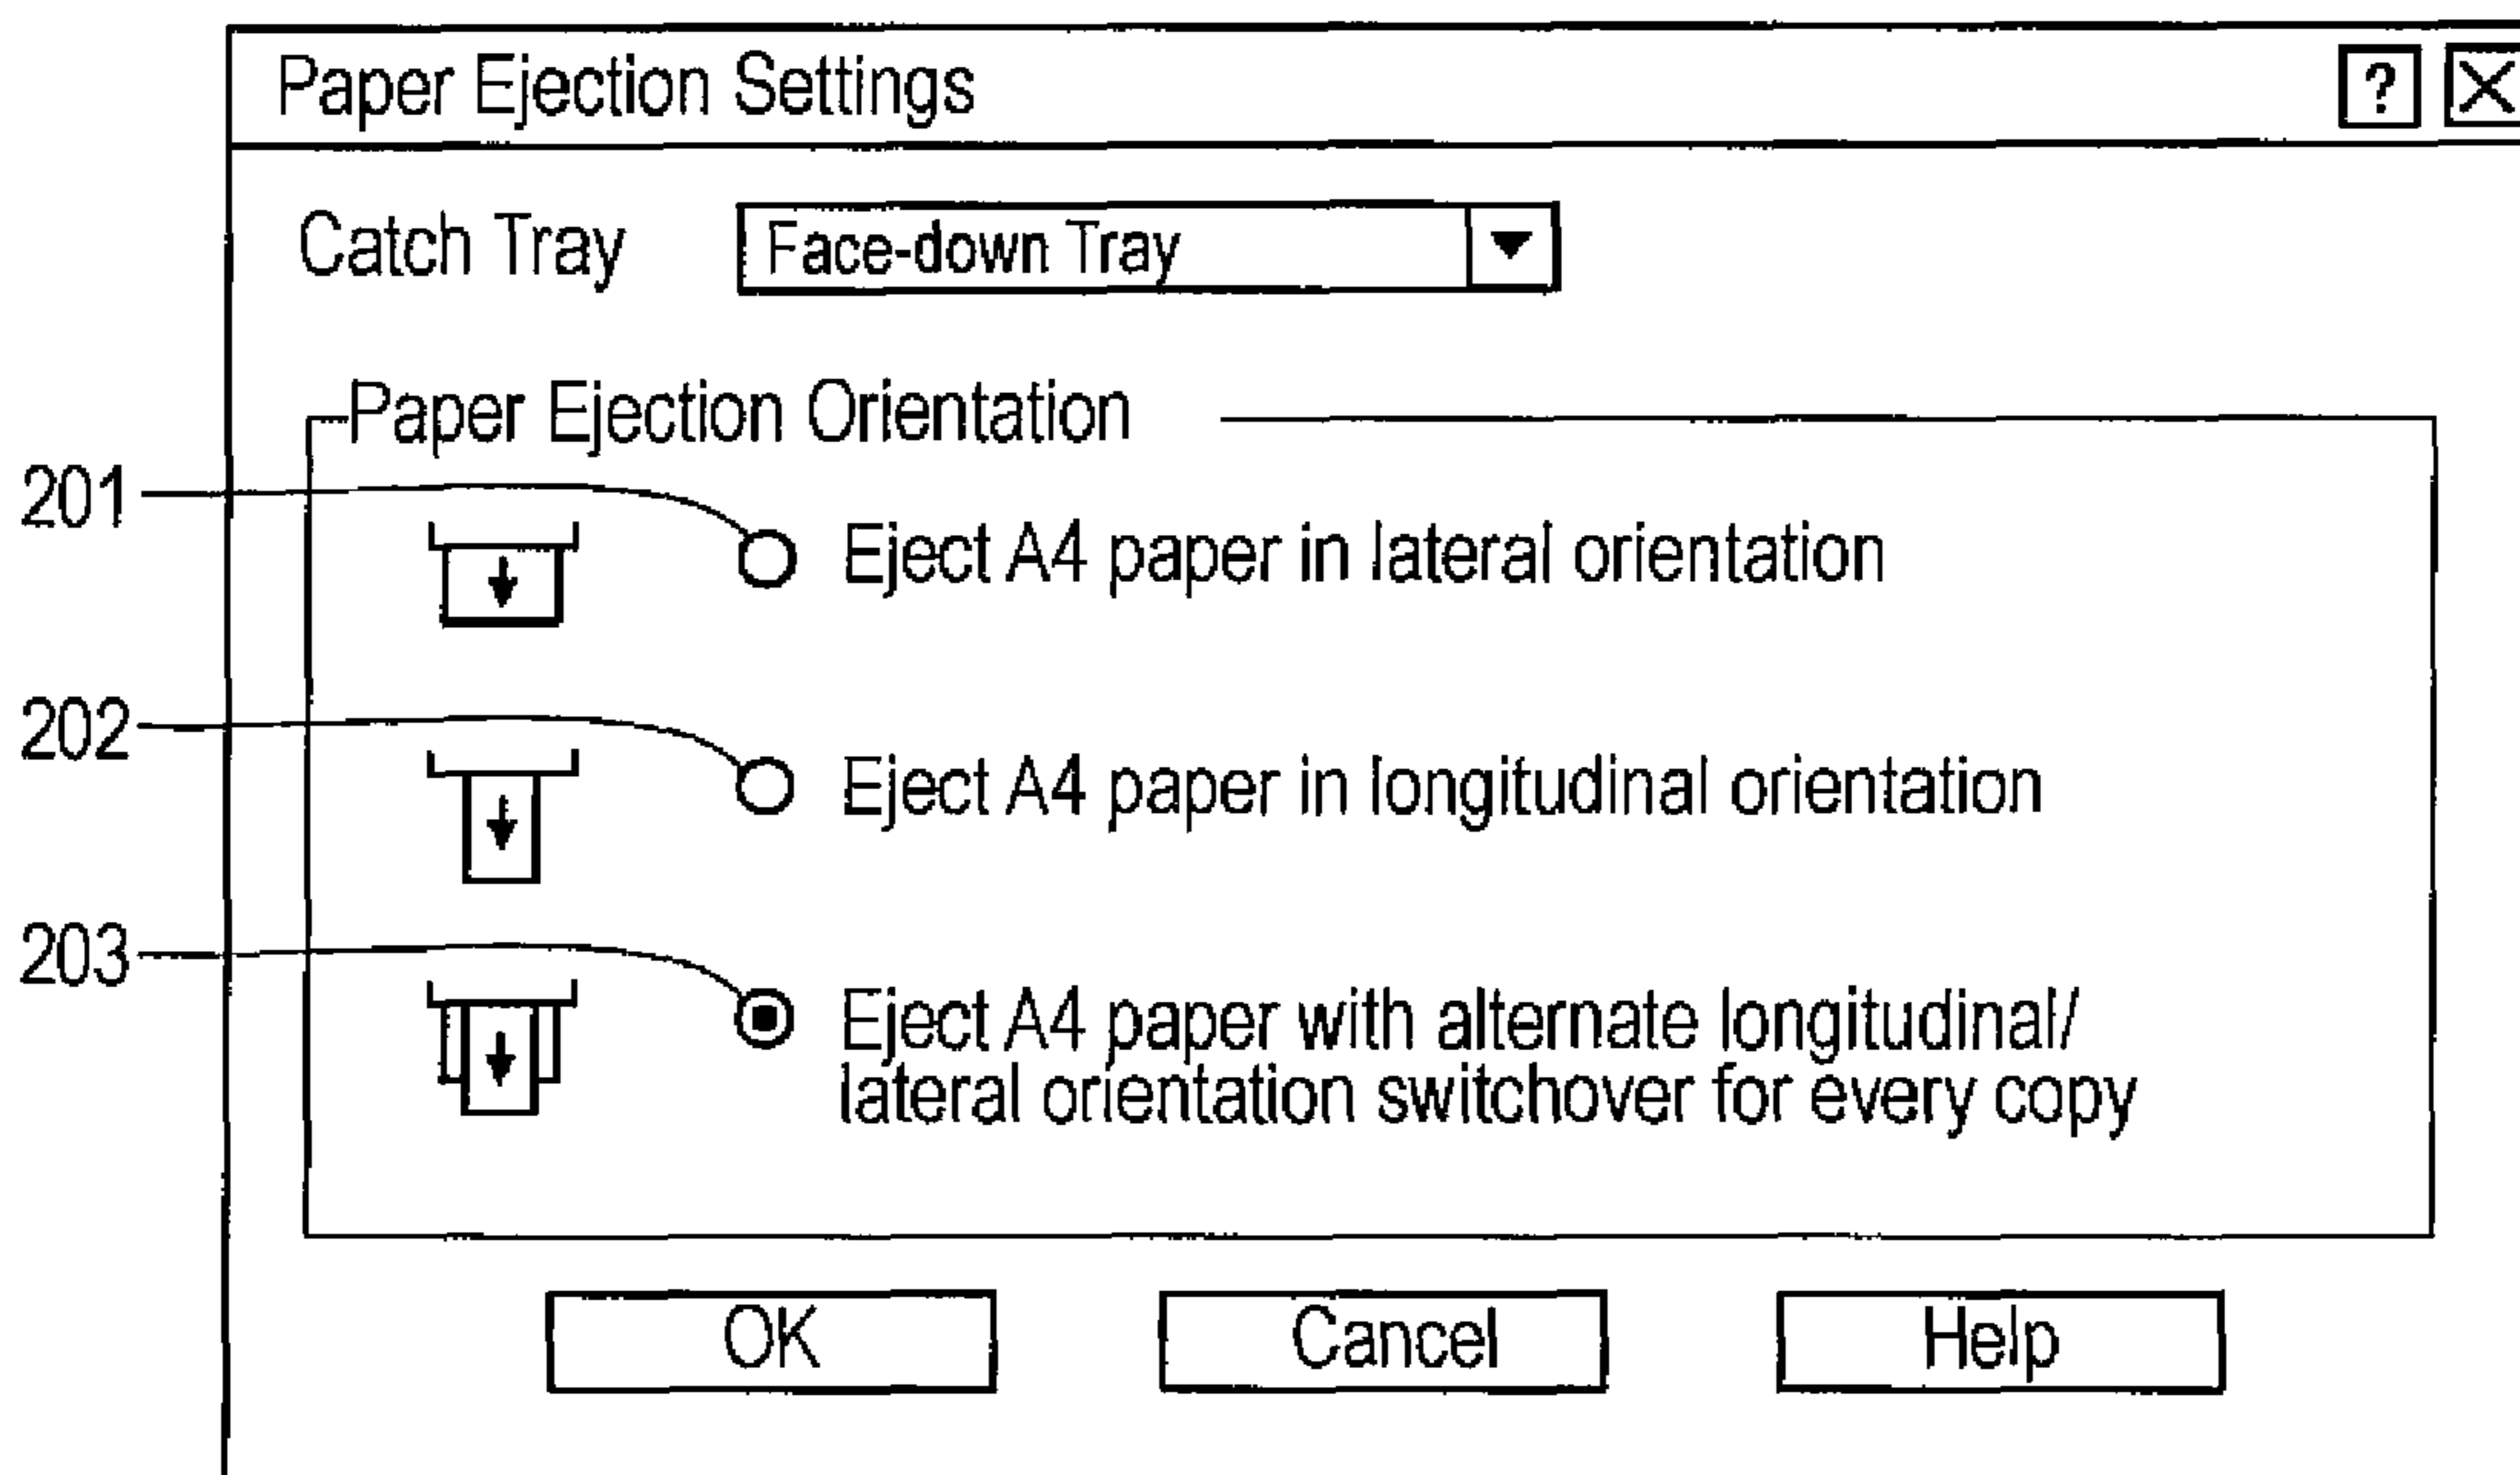 Paper Ejection Settings ? X
Catch Tray Face-down Tray
Paper Ejection Orientation
201
Eject A4 paper in lateral orientation
202
Eject A4 paper in longitudinal orientation
203
Eject A4 paper with alternate longitudinal/
lateral orientation switchover for every copy
OK Cancel Help